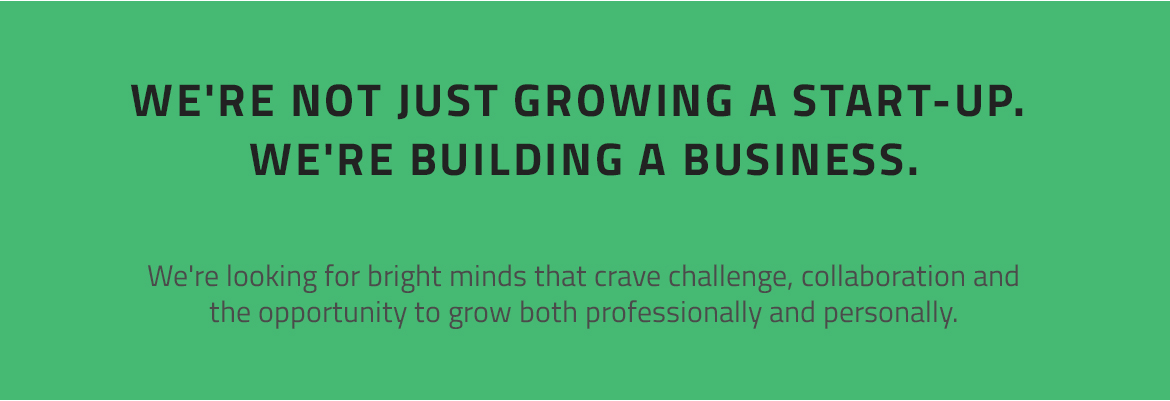 WE'RE NOT JUST GROWING A START-UP.
WE'RE BUILDING A BUSINESS.
We're looking for bright minds that crave challenge, collaboration and
the opportunity to grow both professionally and personally.